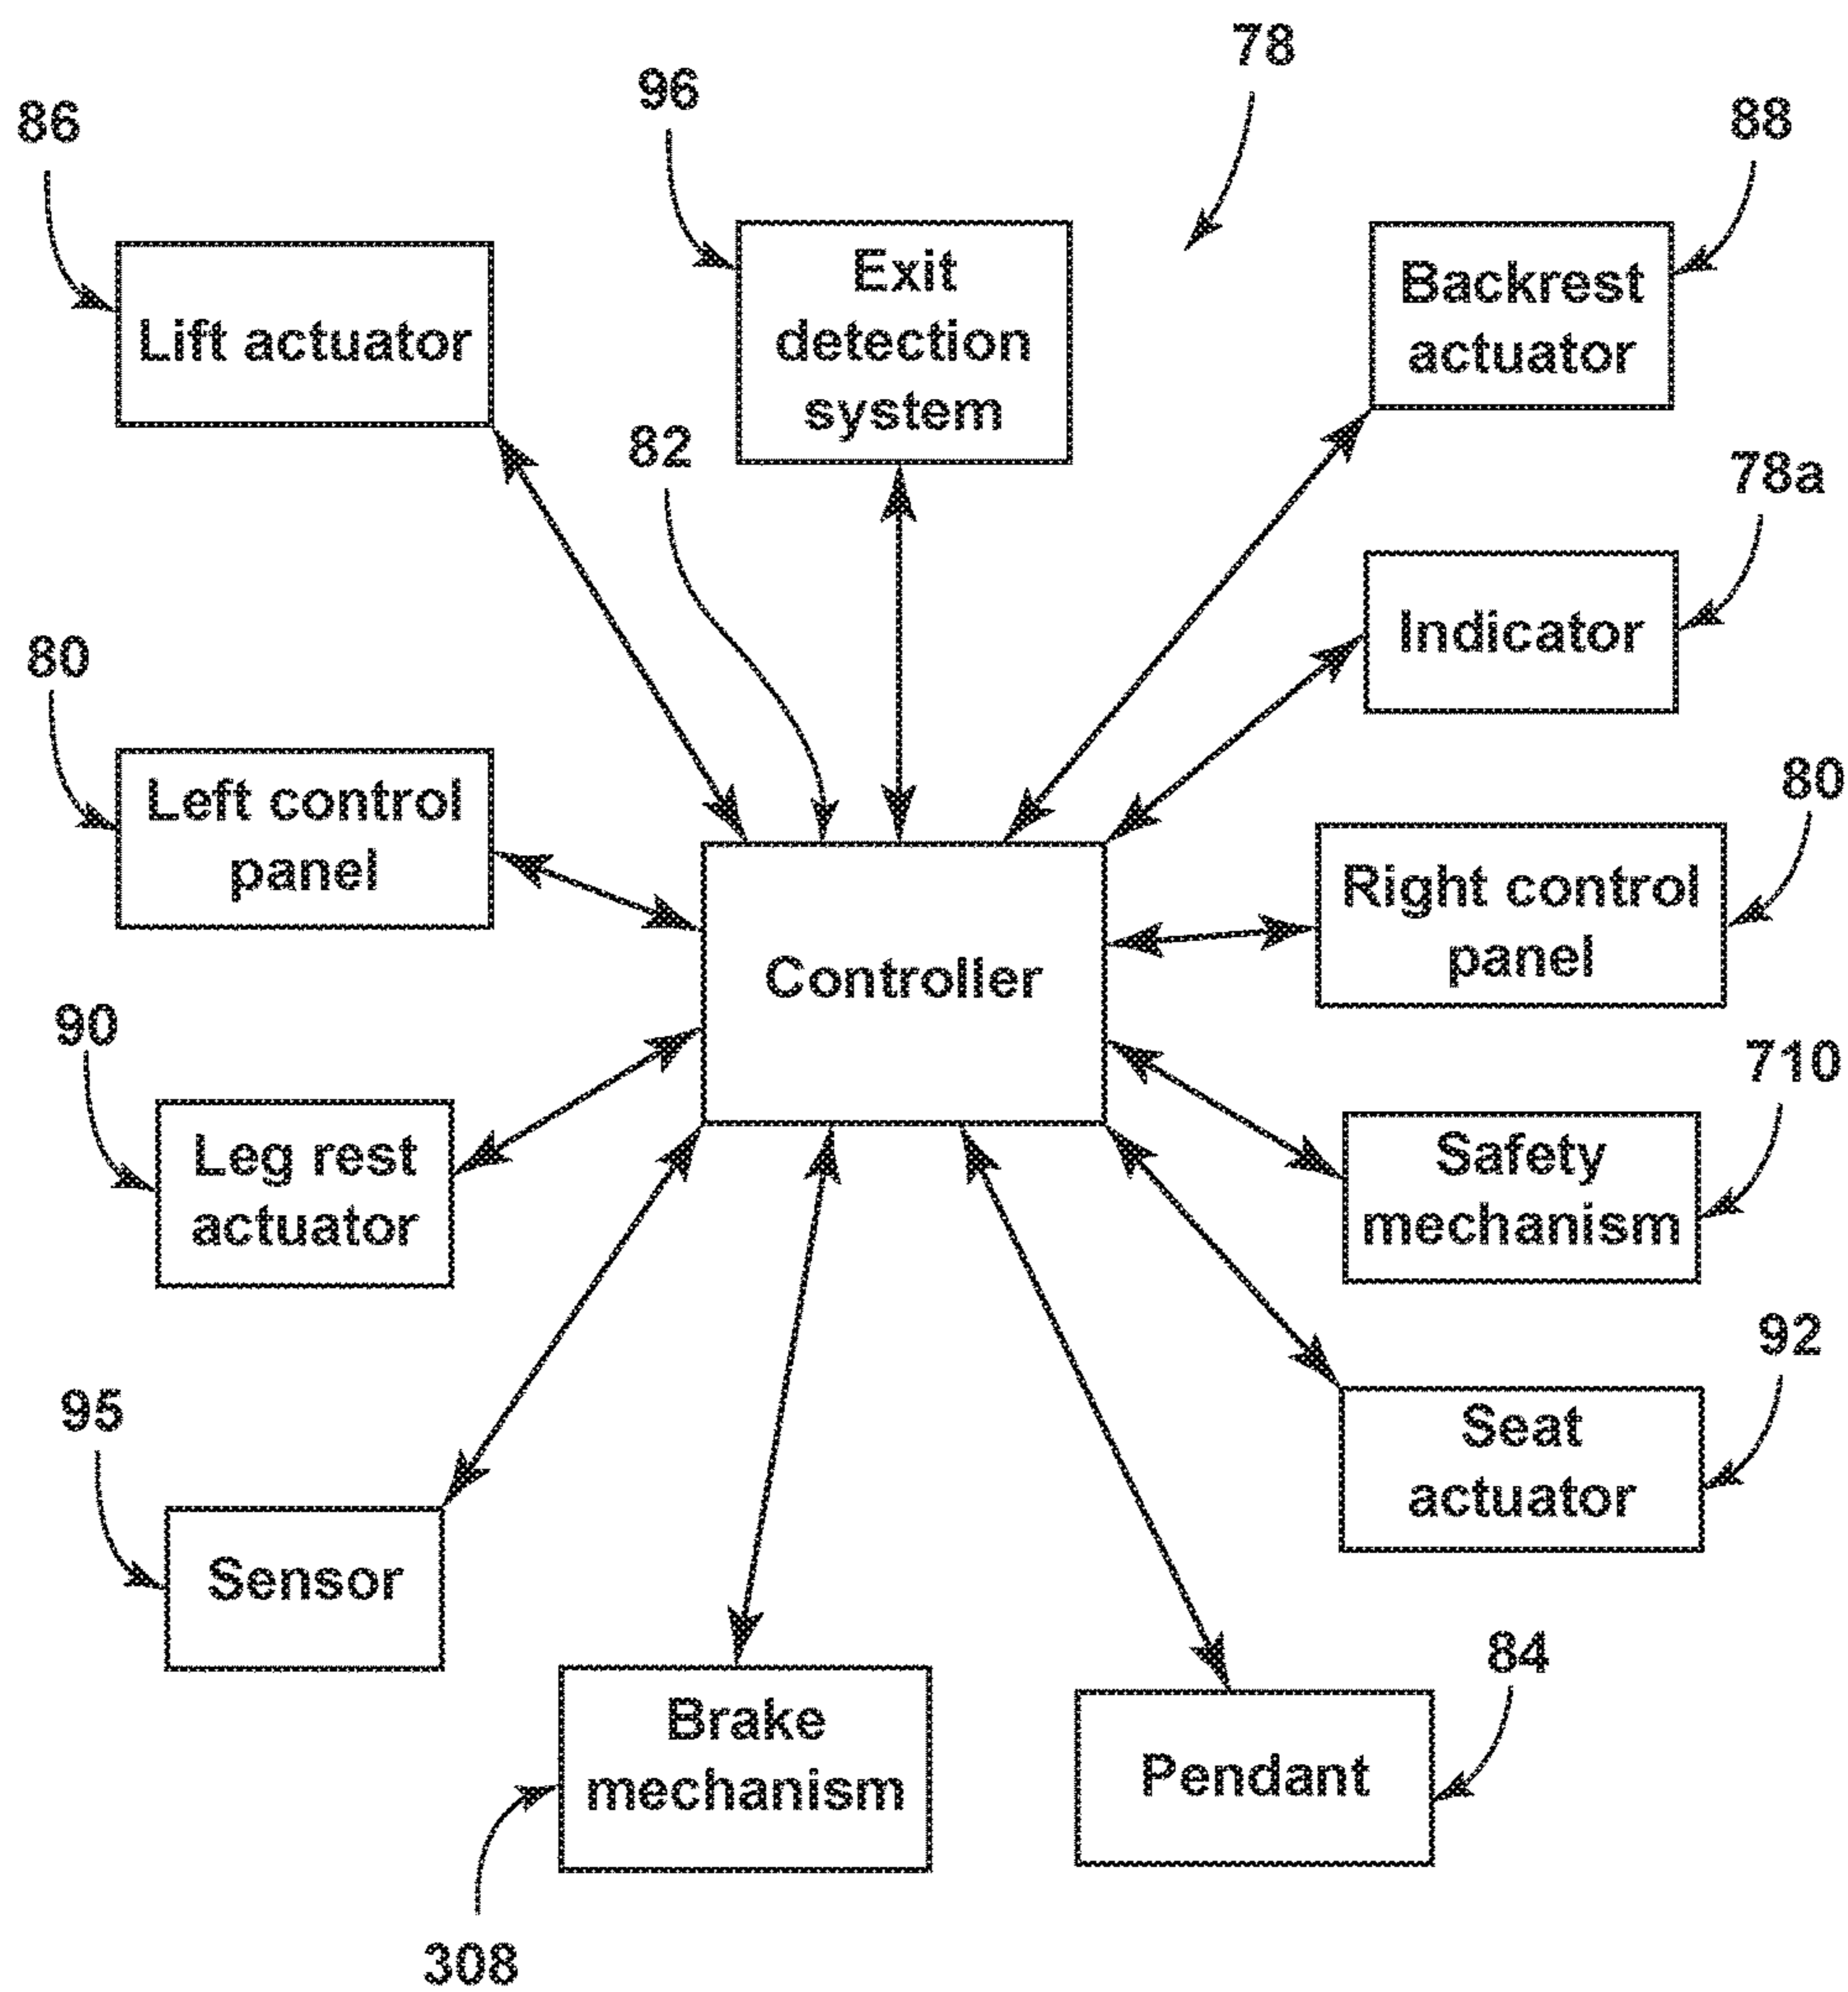 78
96
86
88
Exit
detection
system
Backrest
actuator
Lift actuator
82
78a
Indicator
80
Left control
panel
80
Right control
panel
Controller
90
710
Leg rest
actuator
Safety
mechanism
92
95
Seat
actuator
Sensor
84
Brake
mechanism
Pendant
308